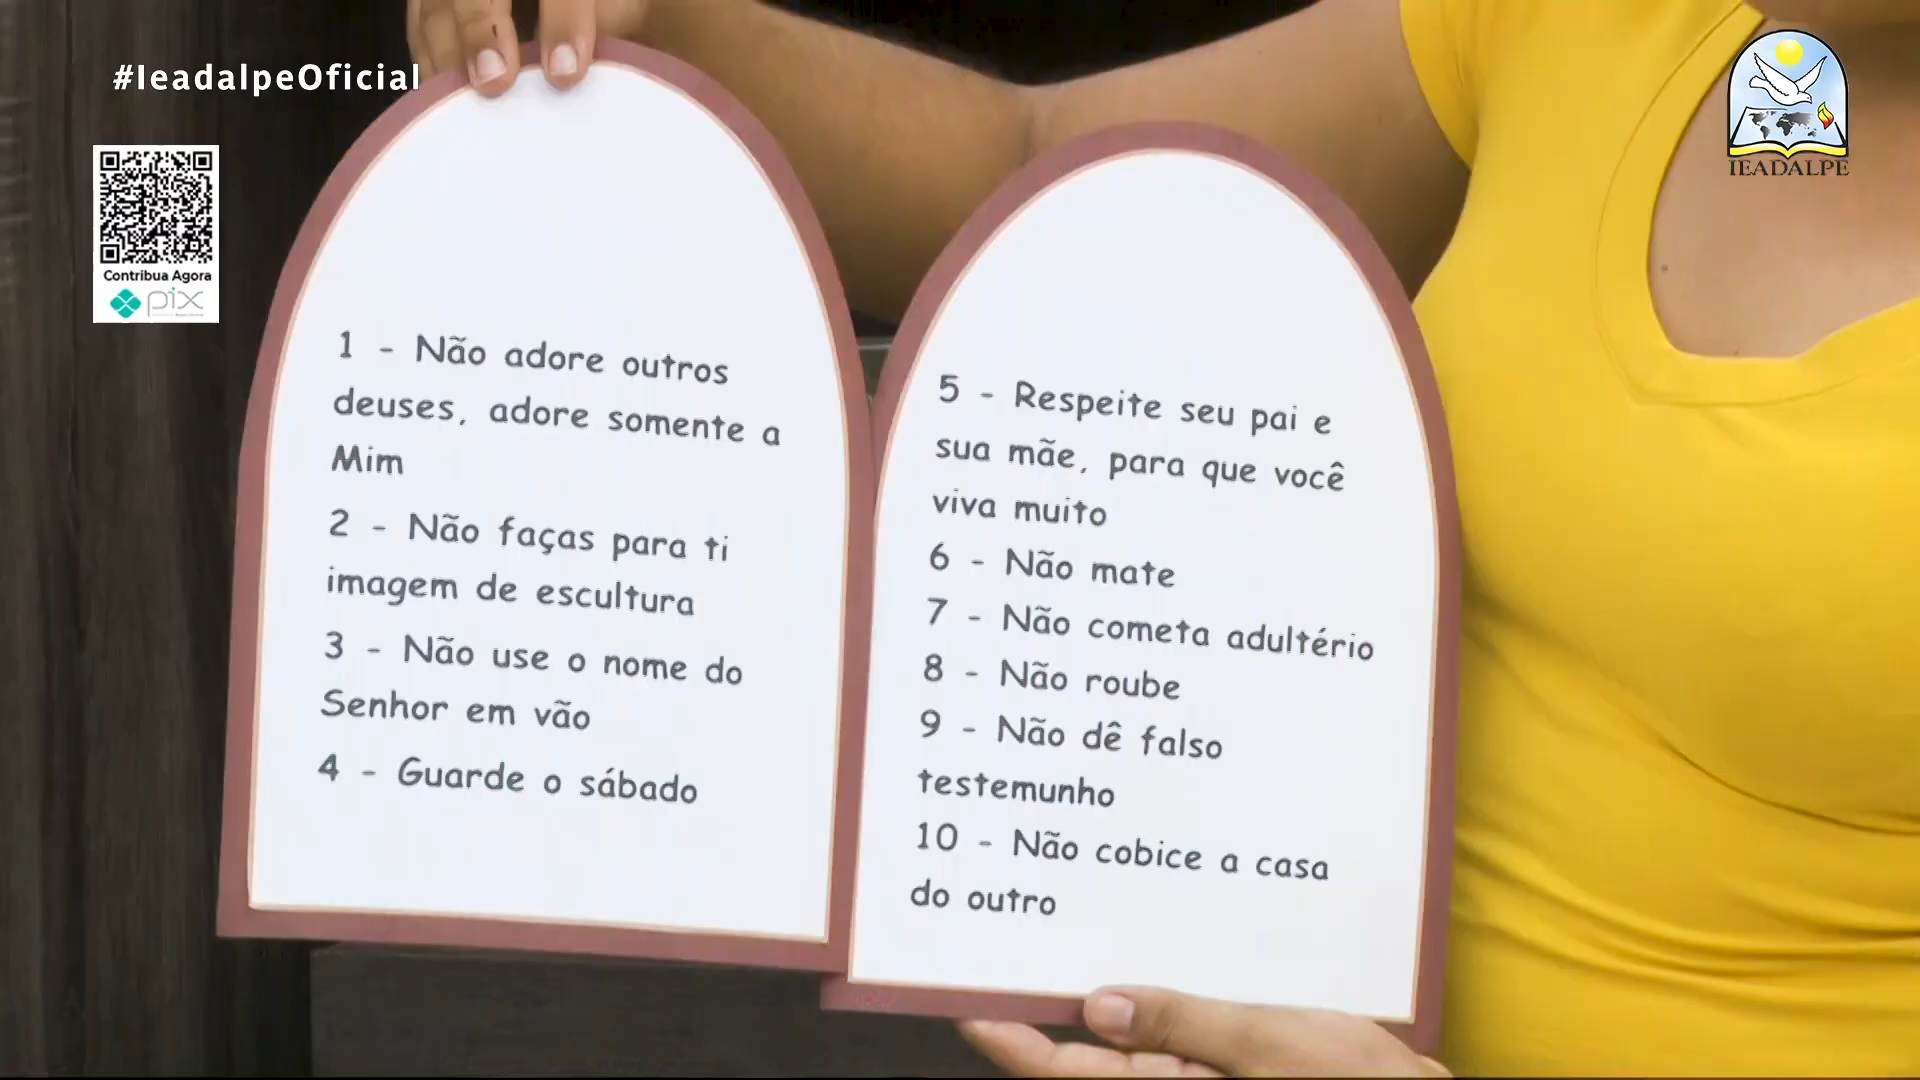 #IeadalpeOficial
Contribua Agora
pix
IEADALPE
1 - Não adore outros
deuses, adore somente a
Mim
2 - Não faças para ti
imagem de escultura
3 - Não use o nome do
Senhor em vão
4 - Guarde o sábado
5 - Respeite seu pai e
sua mãe, para que você
viva muito
6 - Não mate
7 - Não cometa adultério
8 - Não roube
9 - Não dê falso
testemunho
10 - Não cobice a casa
do outro